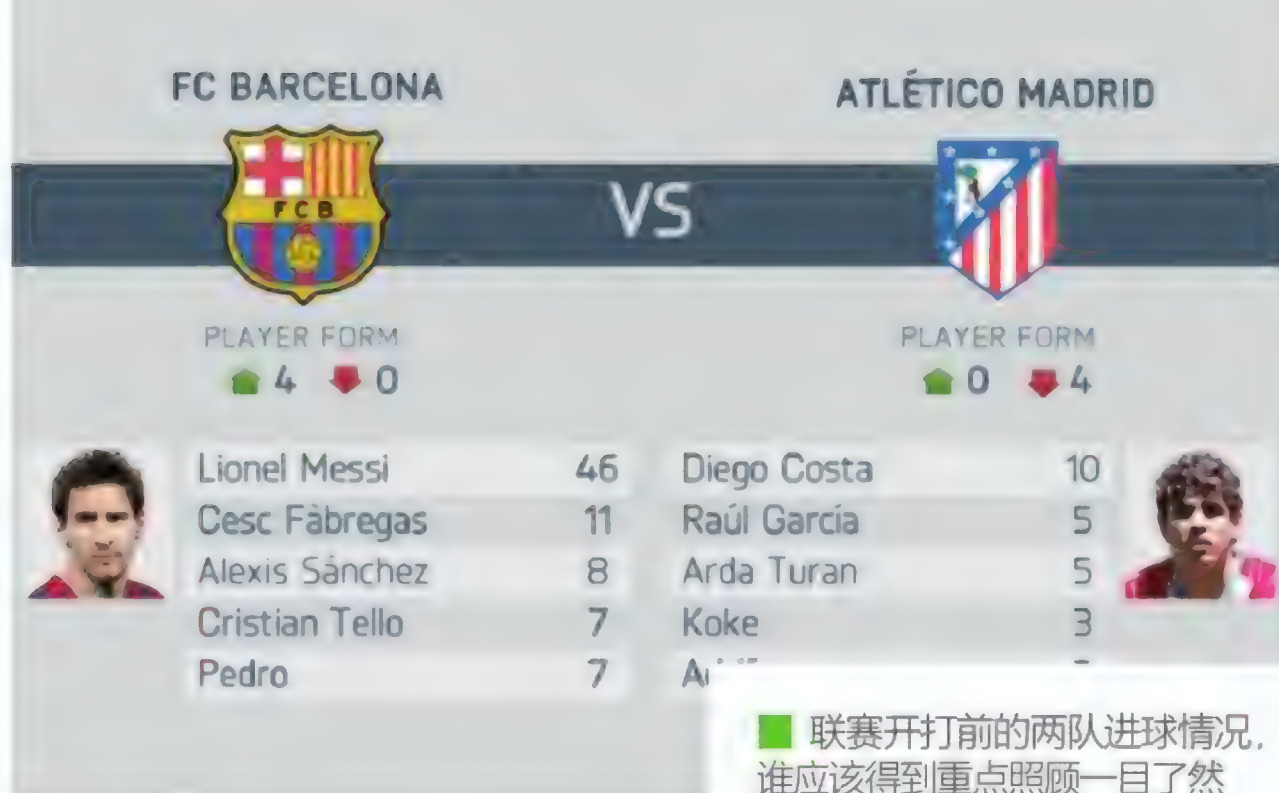 FC BARCELONA
ATLÉTICO MADRID
FCB
VS
PLAYER FORM
4 0
PLAYER FORM
0 4
Lionel Messi 46
Cesc Fàbregas 11
Alexis Sánchez 8
Cristian Tello 7
Pedro 7
Diego Costa 10
Raúl García 5
Arda Turan 5
Koke 3
联赛开打前的两队进球情况,
谁应该得到重点照顾一目了然